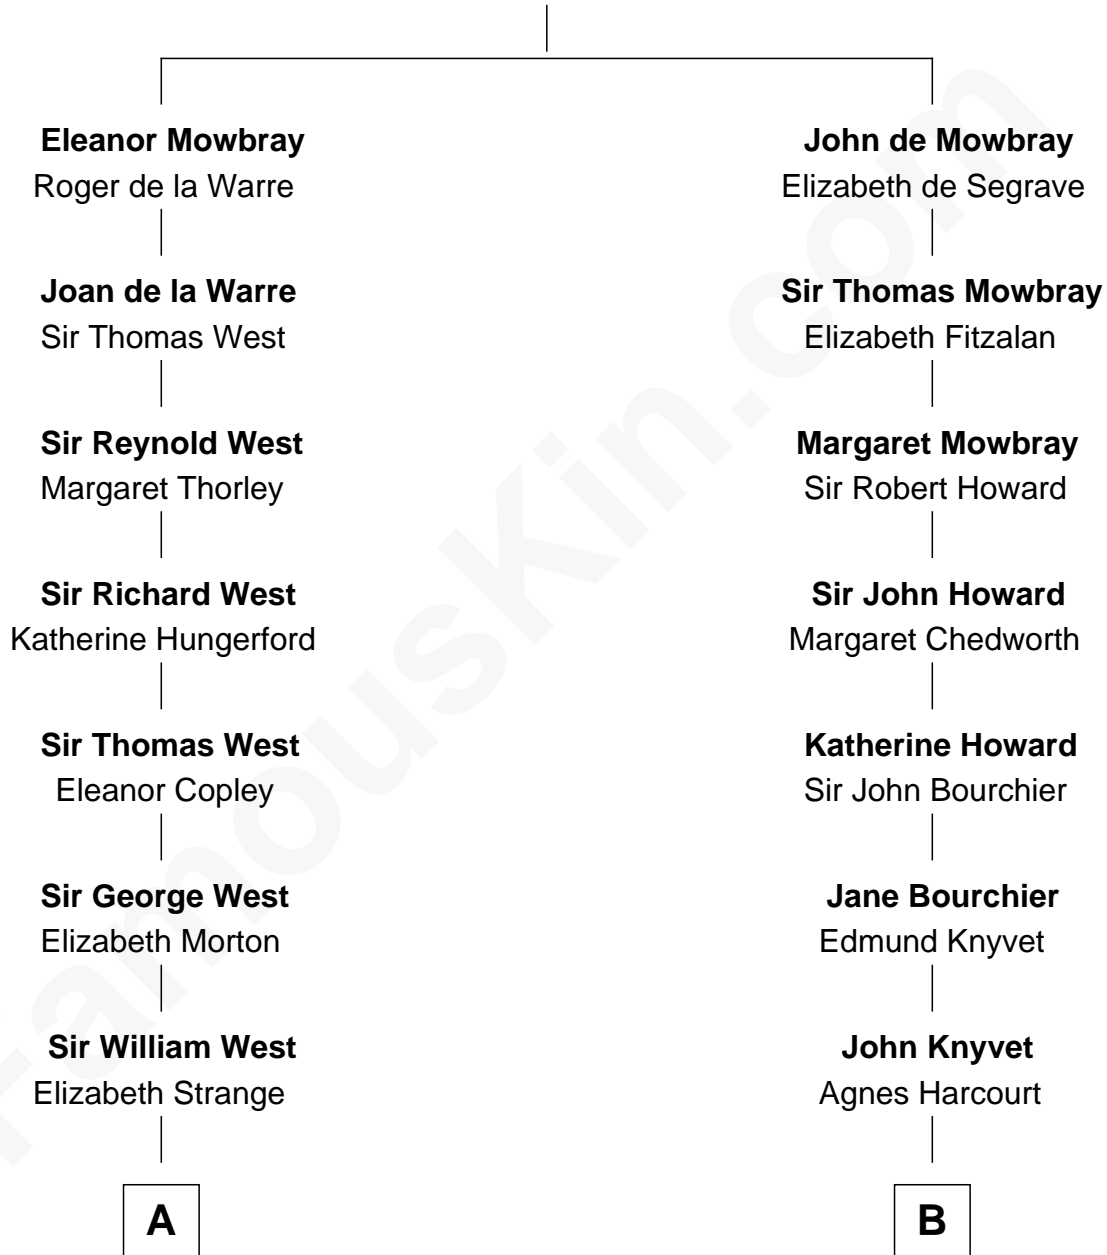 Eleanor Mowbray
Roger de la Warre
Joan de la Warre
Sir Thomas West
Sir Reynold West
Margaret Thorley
Sir Richard West
Katherine Hungerford
Sir Thomas West
Eleanor Copley
Sir George West
Elizabeth Morton
Sir William West
Elizabeth Strange
A
John de Mowbray
Elizabeth de Segrave
Sir Thomas Mowbray
Elizabeth Fitzalan
Margaret Mowbray
Sir Robert Howard
Sir John Howard
Margaret Chedworth
Katherine Howard
Sir John Bourchier
Jane Bourchier
Edmund Knyvet
John Knyvet
Agnes Harcourt
B
FamousKin.com